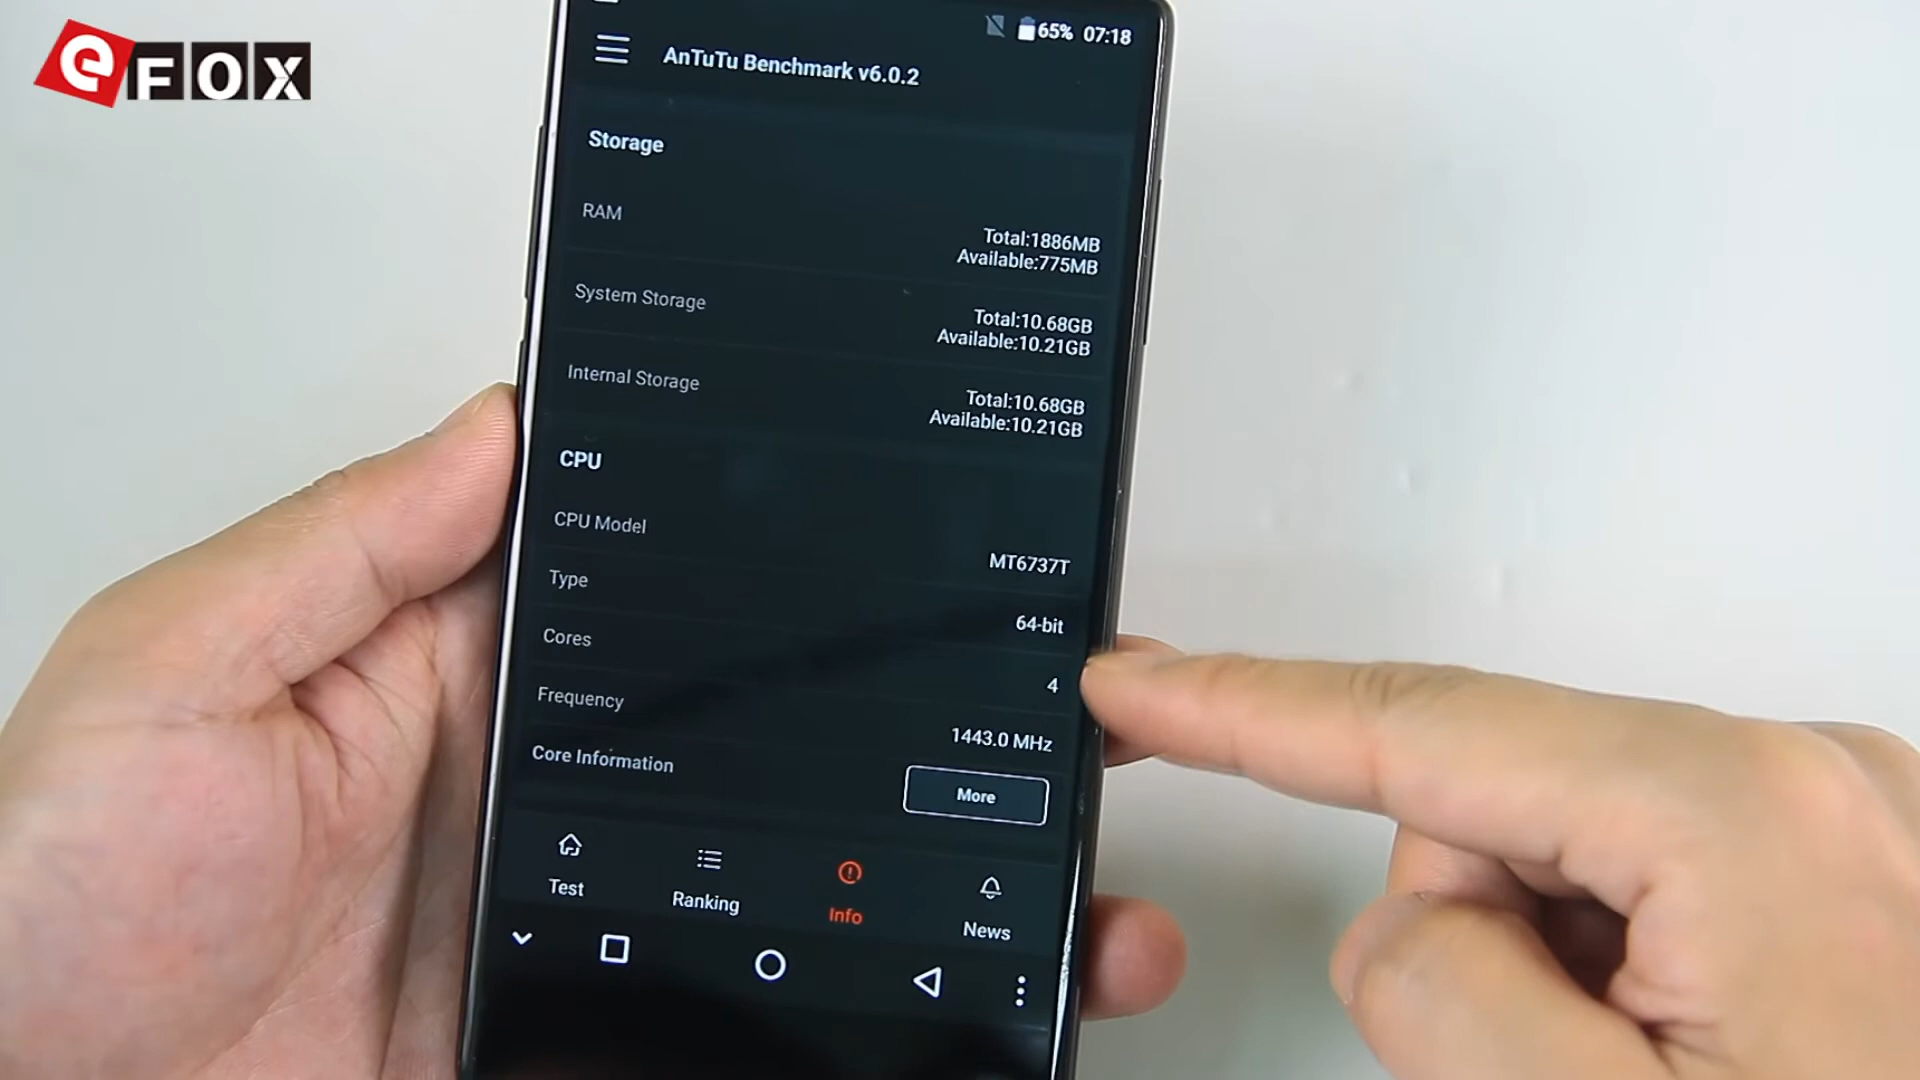 eFOX
65% 07:18
AnTuTu Benchmark v6.0.2
Storage
RAM
Total:1886MB
Available:775MB
System Storage
Total:10.68GB
Available:10.21GB
Internal Storage
Total:10.68GB
Available:10.21GB
CPU
CPU Model
MT6737T
Type
64-bit
Cores
4
Frequency
1443.0 MHz
Core Information
More
Test
Ranking
Info
News